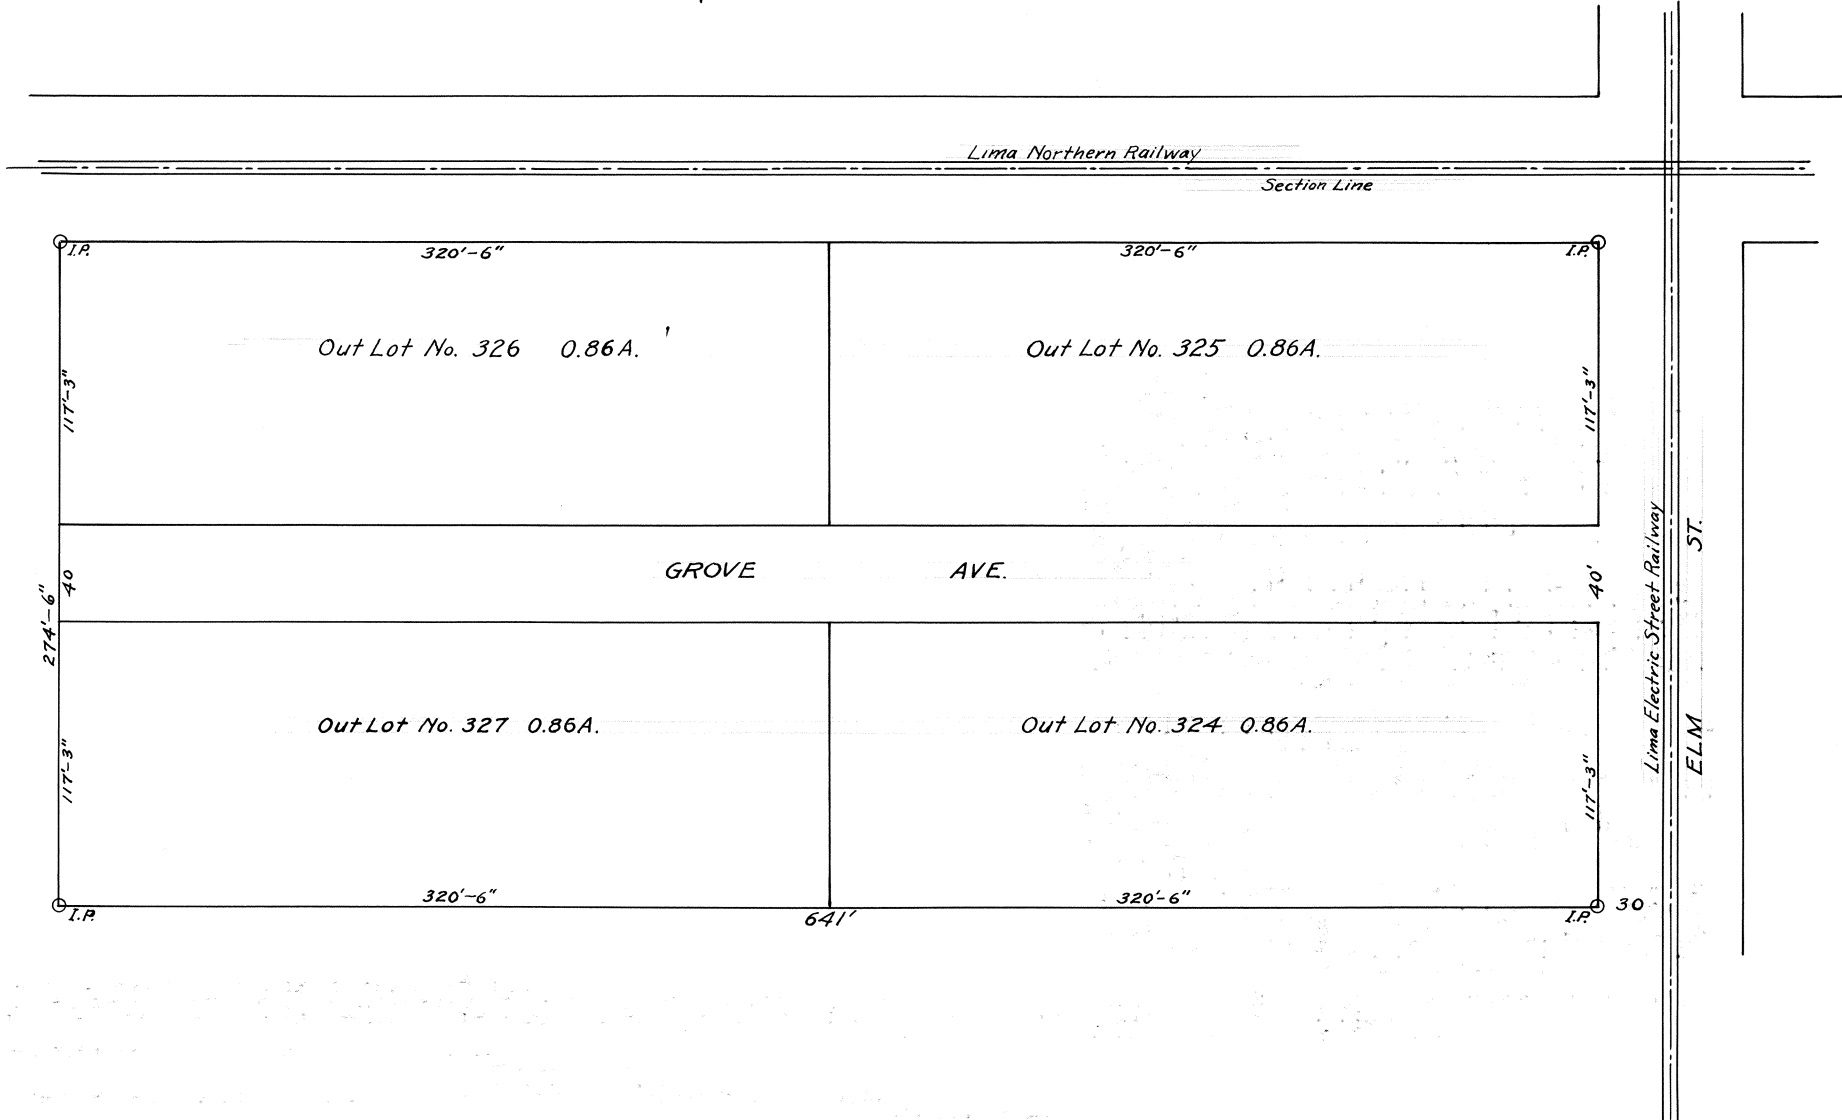 Lima Northern Railway
Section Line
I.P. 320'-6" 320'-6" I.P.
Out Lot No. 326 0.86A.
Out Lot No. 325 0.86A.
117'-3"
117'-3"
GROVE AVE.
40
40'
274'-6"
Lima Electric Street Railway
ELM ST.
Out Lot No. 327 0.86A.
Out Lot No. 324 0.86A.
117'-3"
117'-3"
320'-6" 320'-6"
I.P. 641' I.P. 30